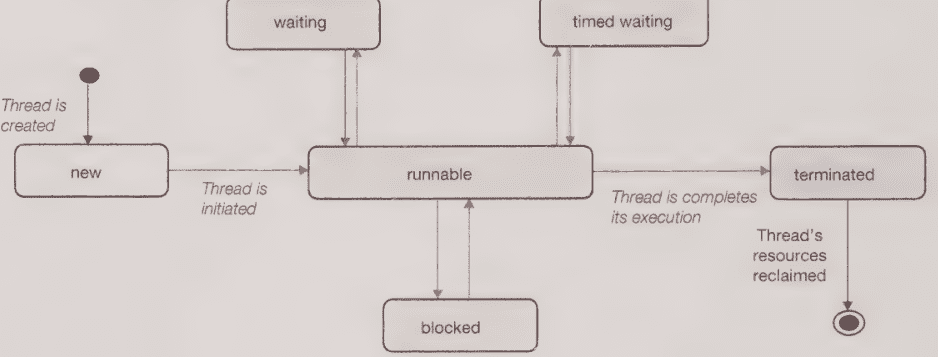 waiting
timed waiting
Thread is
created
new
Thread is
initiated
runnable
Thread is completes
its execution
terminated
Thread's
resources
reclaimed
blocked